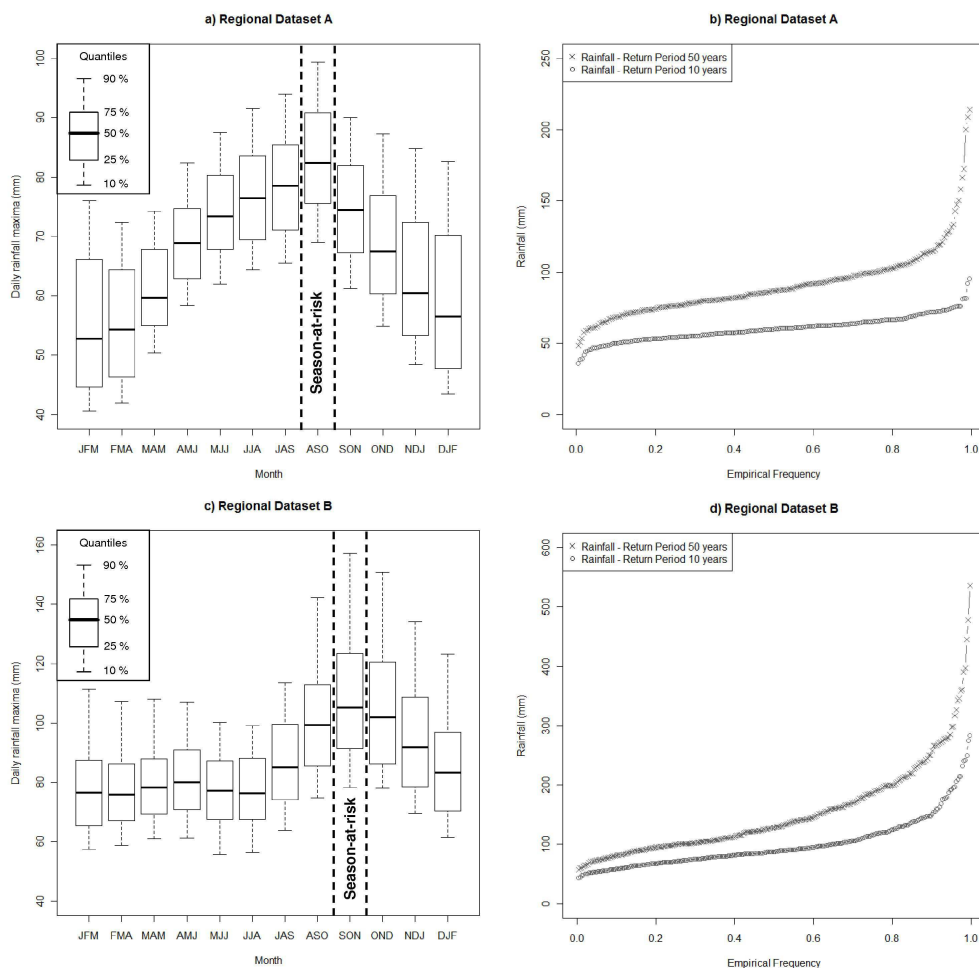 a) Regional Dataset A
Quantiles
90 %
75 %
50 %
25 %
10 %
Daily rainfall maxima (mm)
100
90
80
70
60
50
40
Season-at-risk
JFM FMA MAM AMJ MJJ JJA JAS ASO SON OND NDJ DJF
Month
b) Regional Dataset A
Rainfall - Return Period 50 years
Rainfall - Return Period 10 years
Rainfall (mm)
250
200
150
100
50
0
0.0 0.2 0.4 0.6 0.8 1.0
Empirical Frequency
c) Regional Dataset B
Quantiles
90 %
75 %
50 %
25 %
10 %
Daily rainfall maxima (mm)
160
140
120
100
80
60
40
Season-at-risk
JFM FMA MAM AMJ MJJ JJA JAS ASO SON OND NDJ DJF
Month
d) Regional Dataset B
Rainfall - Return Period 50 years
Rainfall - Return Period 10 years
Rainfall (mm)
600
500
400
300
200
100
0
0.0 0.2 0.4 0.6 0.8 1.0
Empirical Frequency